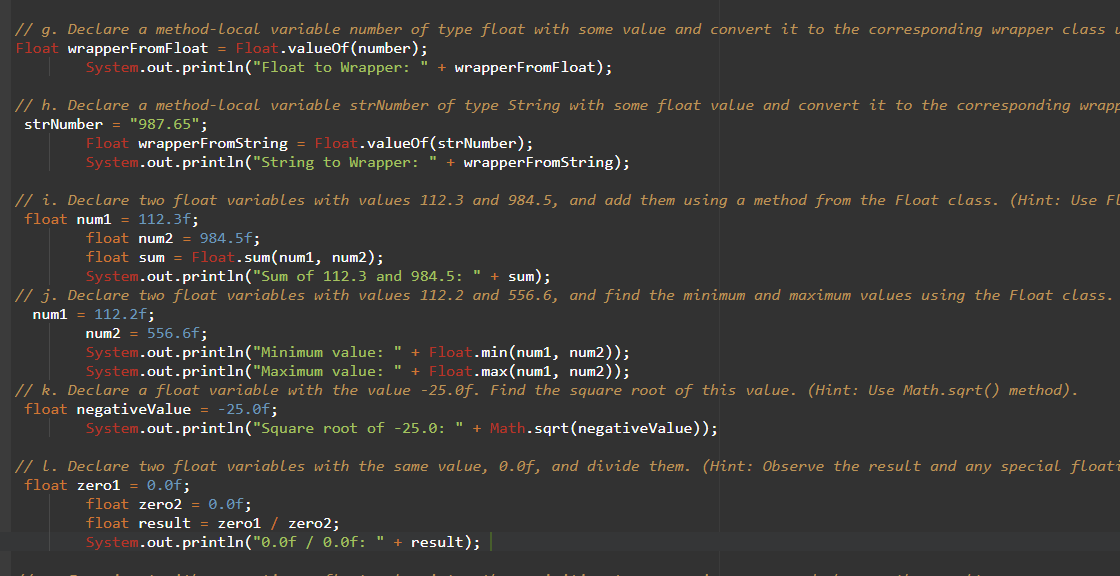 // g. Declare a method-local variable number of type float with some value and convert it to the corresponding wrapper class
Float wrapperFromFloat = Float.valueOf(number);
System.out.println("Float to Wrapper: " + wrapperFromFloat);
// h. Declare a method-local variable strNumber of type String with some float value and convert it to the corresponding
strNumber = "987.65";
Float wrapperFromString = Float.valueOf(strNumber);
System.out.println("String to Wrapper: " + wrapperFromString);
// i. Declare two float variables with values 112.3 and 984.5, and add them using a method from the Float class. (Hint: Use
float num1 = 112.3f;
float num2 = 984.5f;
float sum = Float.sum(num1, num2);
System.out.println("Sum of 112.3 and 984.5: " + sum);
// j. Declare two float variables with values 112.2 and 556.6, and find the minimum and maximum values using the Float class.
num1 = 112.2f;
num2 = 556.6f;
System.out.println("Minimum value: " + Float.min(num1, num2));
System.out.println("Maximum value: " + Float.max(num1, num2));
// k. Declare a float variable with the value -25.0f. Find the square root of this value. (Hint: Use Math.sqrt() method).
float negativeValue = -25.0f;
System.out.println("Square root of -25.0: " + Math.sqrt(negativeValue));
// l. Declare two float variables with the same value, 0.0f, and divide them. (Hint: Observe the result and any special
float zero1 = 0.0f;
float zero2 = 0.0f;
float result = zero1 / zero2;
System.out.println("0.0f / 0.0f: " + result);